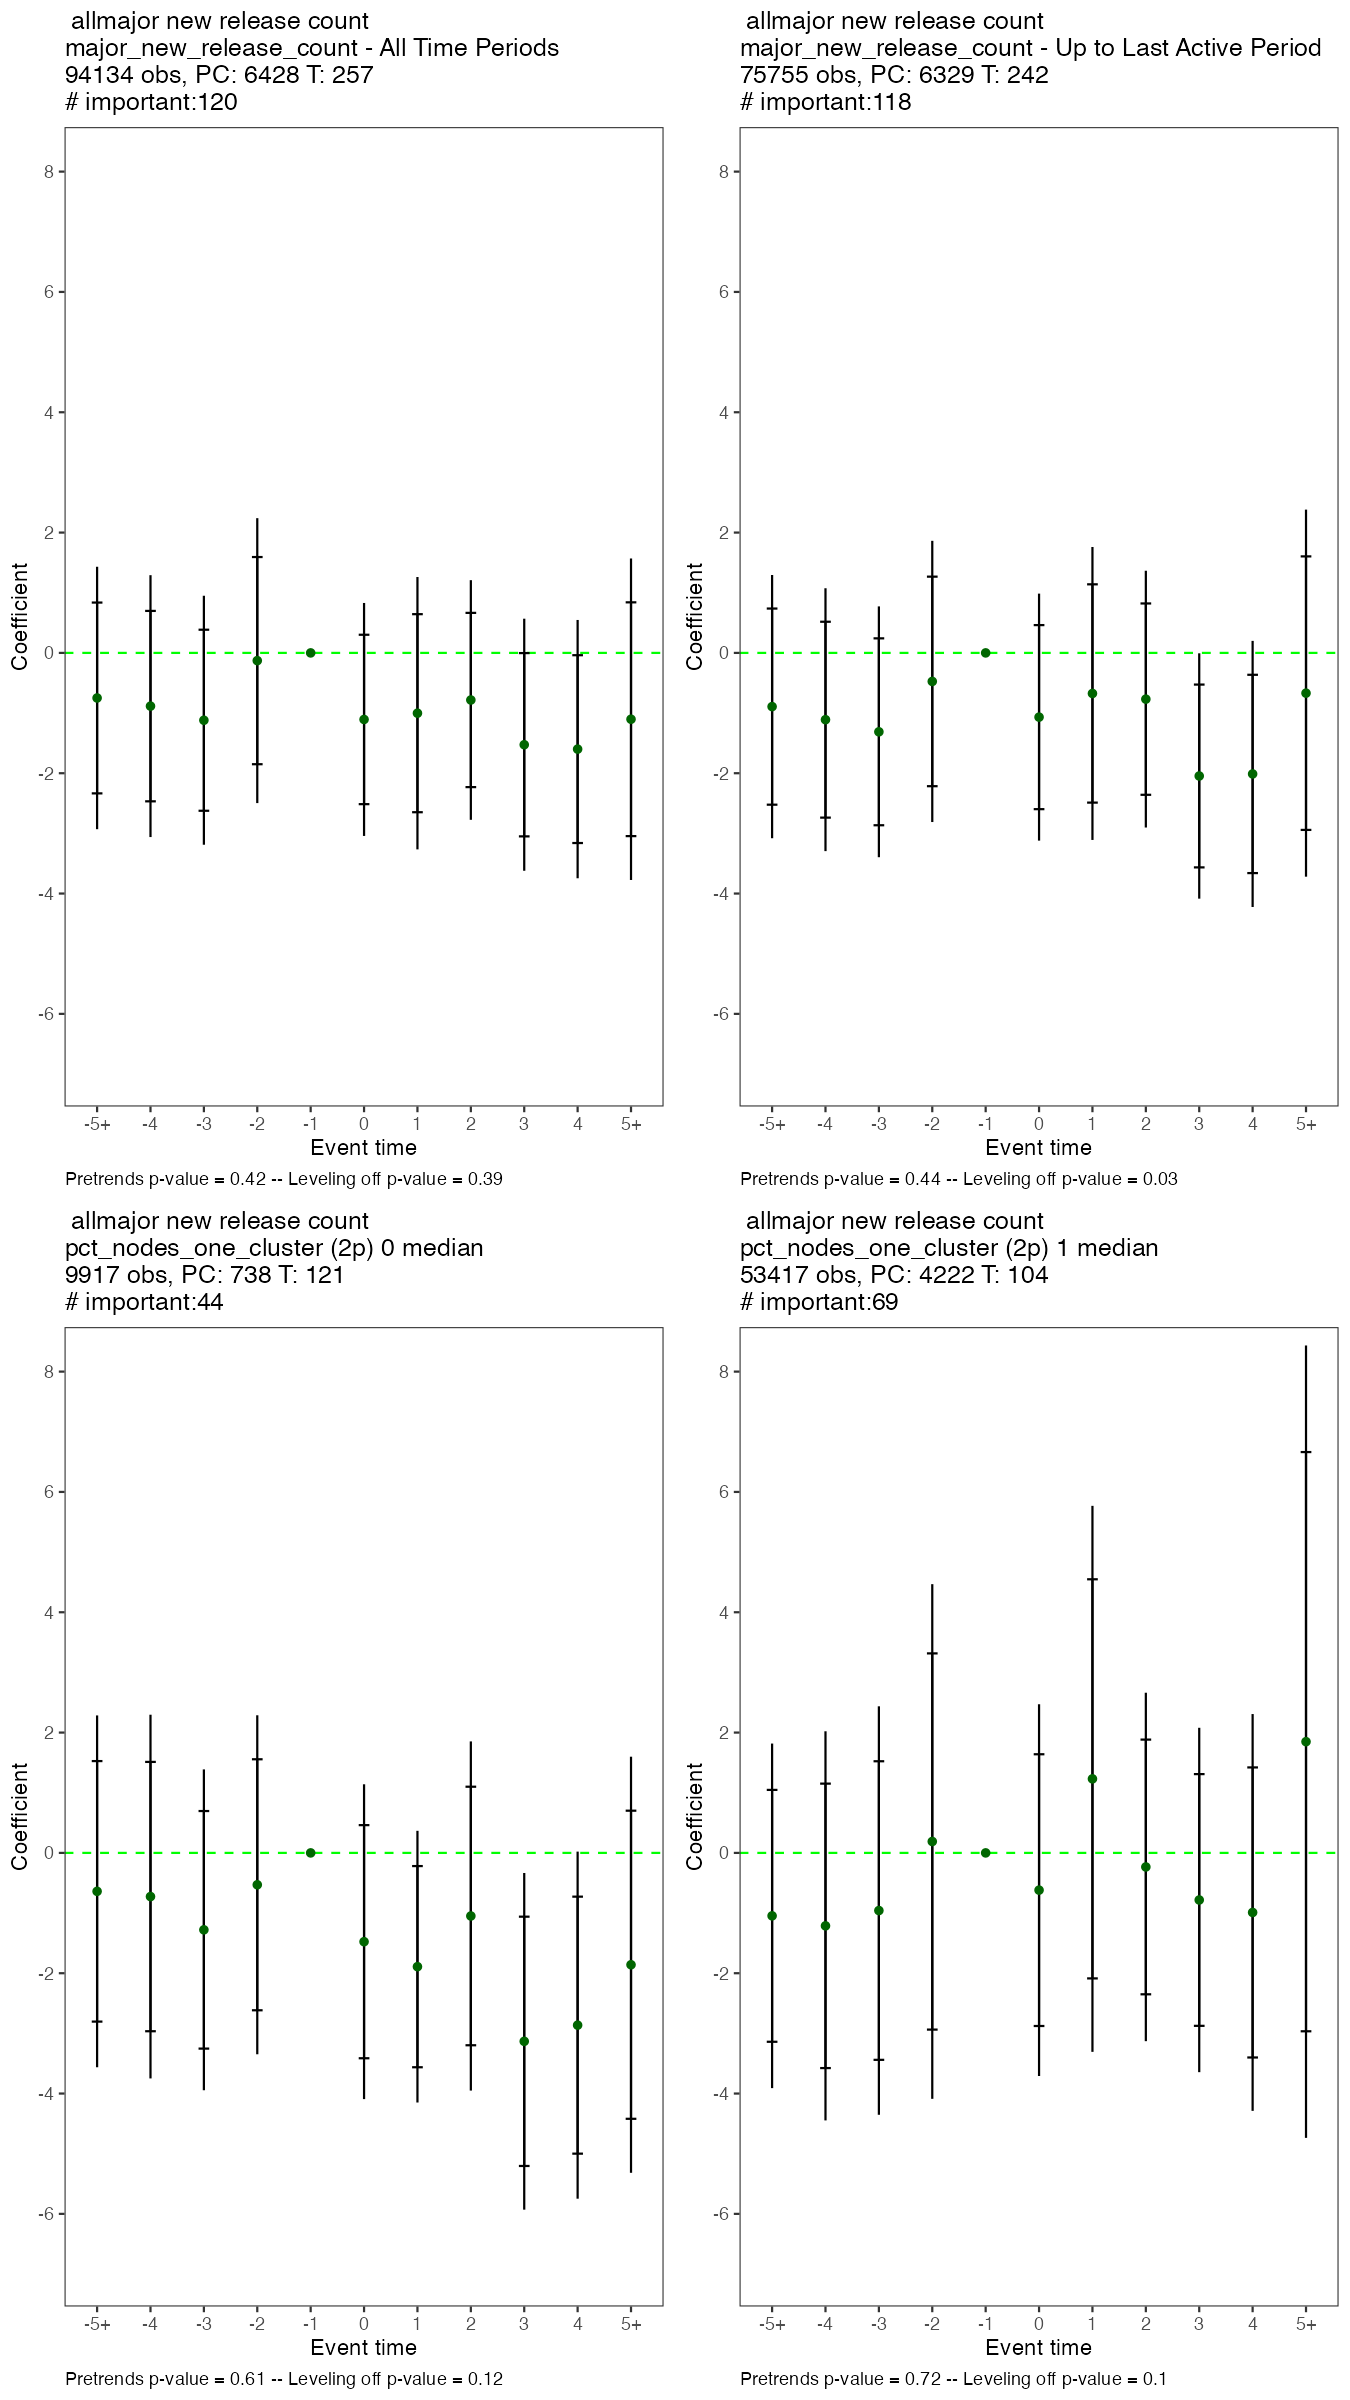 allmajor new release count
major_new_release_count - All Time Periods
94134 obs, PC: 6428 T: 257
# important:120
8
6
4
2
0
-2
-4
-6
Coefficient
-5+ -4 -3 -2 -1 0 1 2 3 4 5+
Event time
Pretrends p-value = 0.42 -- Leveling off p-value = 0.39
allmajor new release count
major_new_release_count - Up to Last Active Period
75755 obs, PC: 6329 T: 242
# important:118
8
6
4
2
0
-2
-4
-6
Coefficient
-5+ -4 -3 -2 -1 0 1 2 3 4 5+
Event time
Pretrends p-value = 0.44 -- Leveling off p-value = 0.03
allmajor new release count
pct_nodes_one_cluster (2p) 0 median
9917 obs, PC: 738 T: 121
# important:44
8
6
4
2
0
-2
-4
-6
Coefficient
-5+ -4 -3 -2 -1 0 1 2 3 4 5+
Event time
Pretrends p-value = 0.61 -- Leveling off p-value = 0.12
allmajor new release count
pct_nodes_one_cluster (2p) 1 median
53417 obs, PC: 4222 T: 104
# important:69
8
6
4
2
0
-2
-4
-6
Coefficient
-5+ -4 -3 -2 -1 0 1 2 3 4 5+
Event time
Pretrends p-value = 0.72 -- Leveling off p-value = 0.1